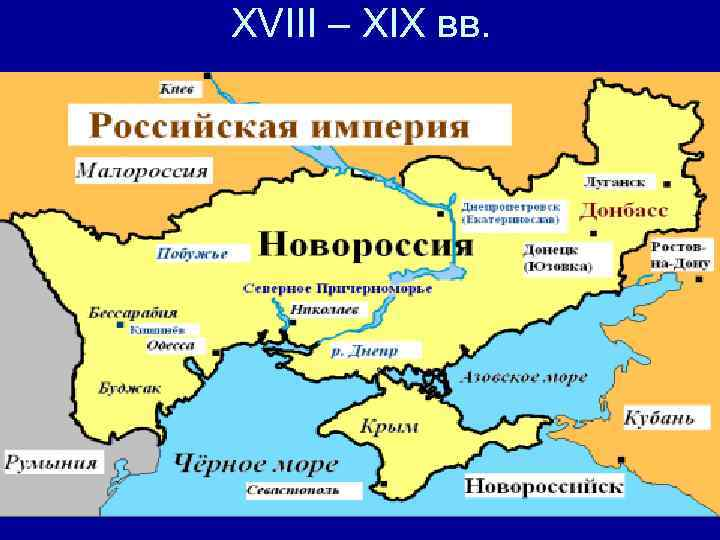 XVIII – XIX вв.
Киев
Российская империя
Малороссия
Луганск
Днепропетровск
(Екатеринослав)
Донбасс
Побужье
Новороссия
Донецк
(Юзовка)
Ростов-
на-Дону
Северное Причерноморье
Бессарабия
Николаев
Кишинёв
Одесса
р. Днепр
Буджак
Азовское море
Крым
Кубань
Румыния
Чёрное море
Севастополь
Новороссийск